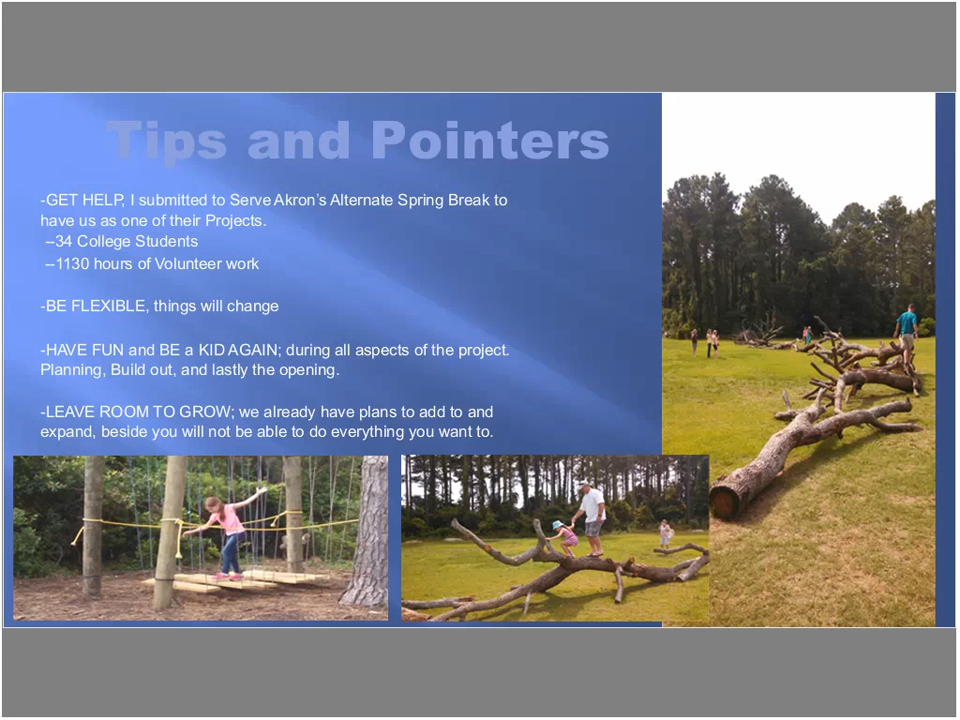 Tips and Pointers
-GET HELP, I submitted to Serve Akron's Alternate Spring Break to
have us as one of their Projects.
--34 College Students
--1130 hours of Volunteer work
-BE FLEXIBLE, things will change
-HAVE FUN and BE a KID AGAIN; during all aspects of the project.
Planning, Build out, and lastly the opening.
-LEAVE ROOM TO GROW; we already have plans to add to and
expand, beside you will not be able to do everything you want to.